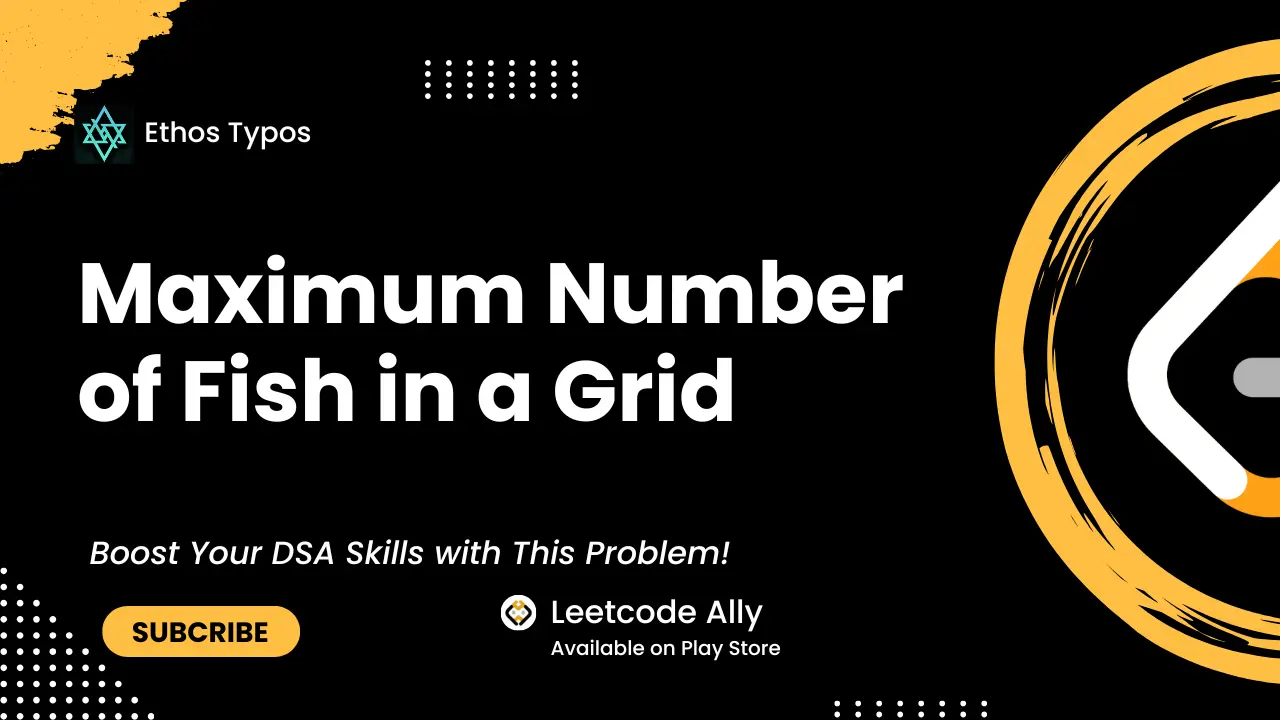 Ethos Typos
Maximum Number
of Fish in a Grid
Boost Your DSA Skills with This Problem!
SUBCRIBE
Leetcode Ally
Available on Play Store